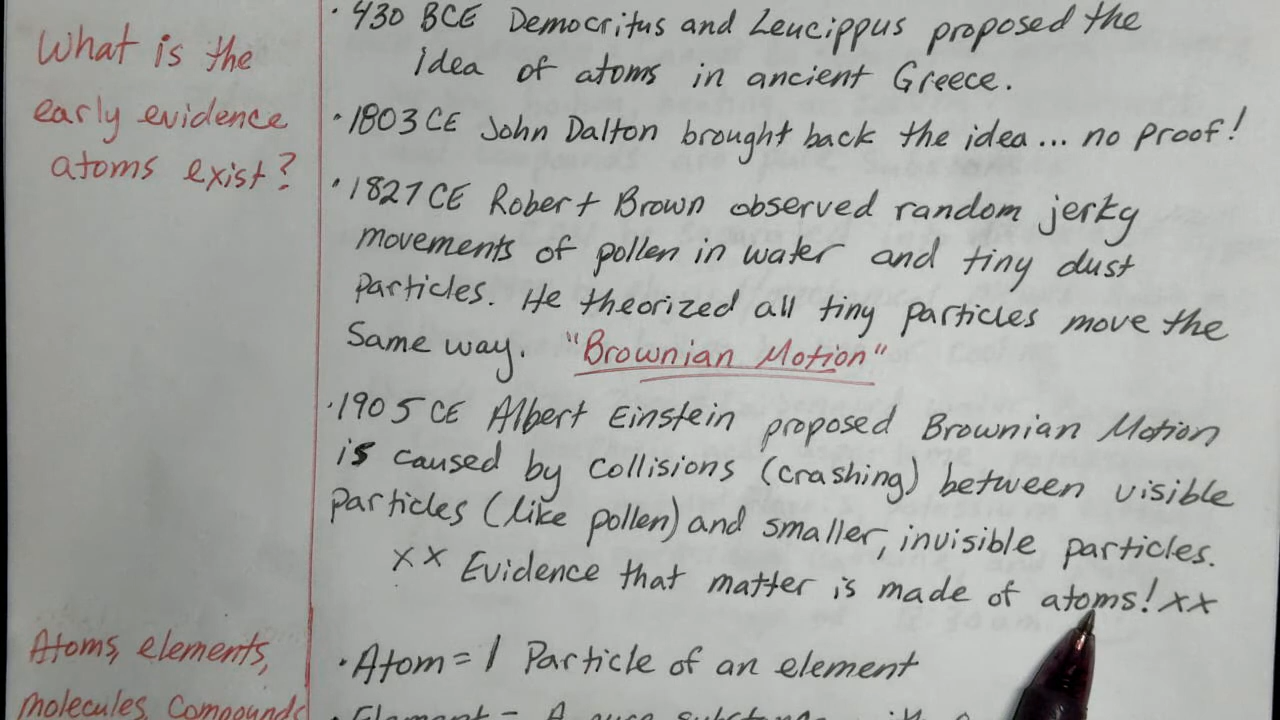 What is the
early evidence
atoms exist?
· 430 BCE Democritus and Leucippus proposed the
idea of atoms in ancient Greece.
· 1803 CE John Dalton brought back the idea... no proof!
· 1827 CE Robert Brown observed random jerky
movements of pollen in water and tiny dust
particles. He theorized all tiny particles move the
same way. "Brownian Motion"
· 1905 CE Albert Einstein proposed Brownian Motion
is caused by collisions (crashing) between visible
particles (like pollen) and smaller, invisible particles.
xx Evidence that matter is made of atoms! xx
Atoms, elements,
molecules, compounds
· Atom = 1 Particle of an element
· Element = A pure substance